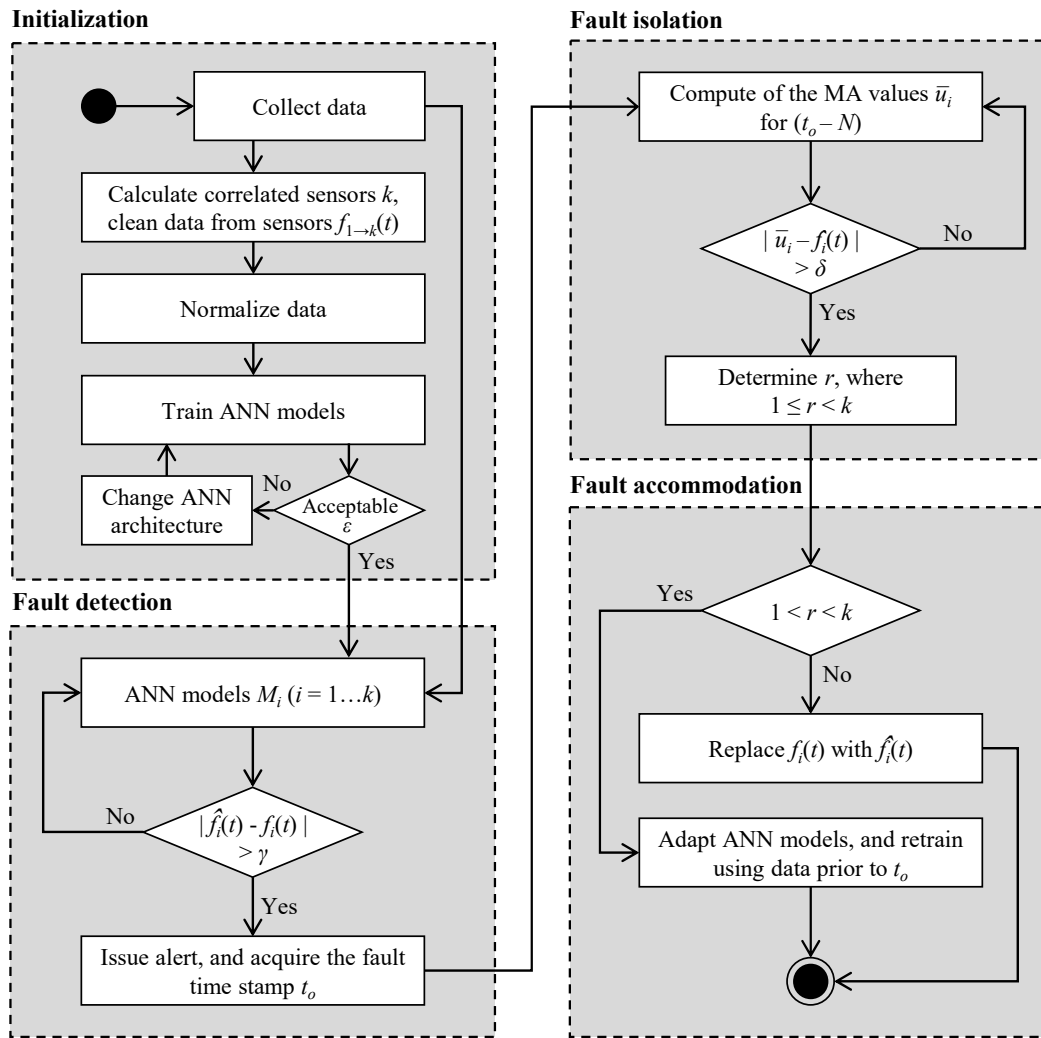 Initialization
Collect data
Calculate correlated sensors k,
clean data from sensors f₁→ₖ(t)
Normalize data
Train ANN models
Change ANN
architecture
No
Acceptable
ε
Yes
Fault detection
ANN models Mᵢ (i = 1…k)
No
| f̂ᵢ(t) - fᵢ(t) |
> γ
Yes
Issue alert, and acquire the fault
time stamp tₒ
Fault isolation
Compute of the MA values u̅ᵢ
for (tₒ – N)
| u̅ᵢ – fᵢ(t) |
> δ
No
Yes
Determine r, where
1 ≤ r < k
Fault accommodation
Yes
1 < r < k
No
Replace fᵢ(t) with f̂ᵢ(t)
Adapt ANN models, and retrain
using data prior to tₒ